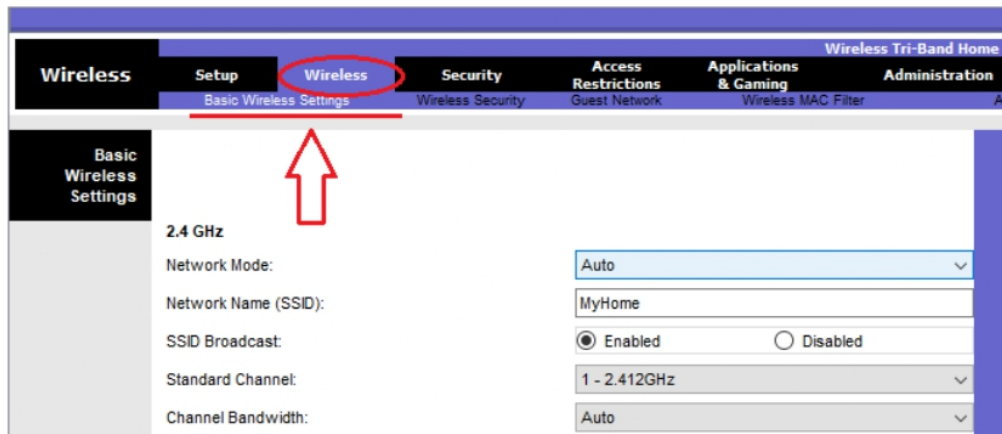 Wireless Tri-Band Home
Wireless
Setup
Wireless
Security
Access Restrictions
Applications & Gaming
Administration
Basic Wireless Settings
Wireless Security
Guest Network
Wireless MAC Filter
A
Basic
Wireless
Settings
2.4 GHz
Network Mode:
Auto
Network Name (SSID):
MyHome
SSID Broadcast:
Enabled
Disabled
Standard Channel:
1 - 2.412GHz
Channel Bandwidth:
Auto